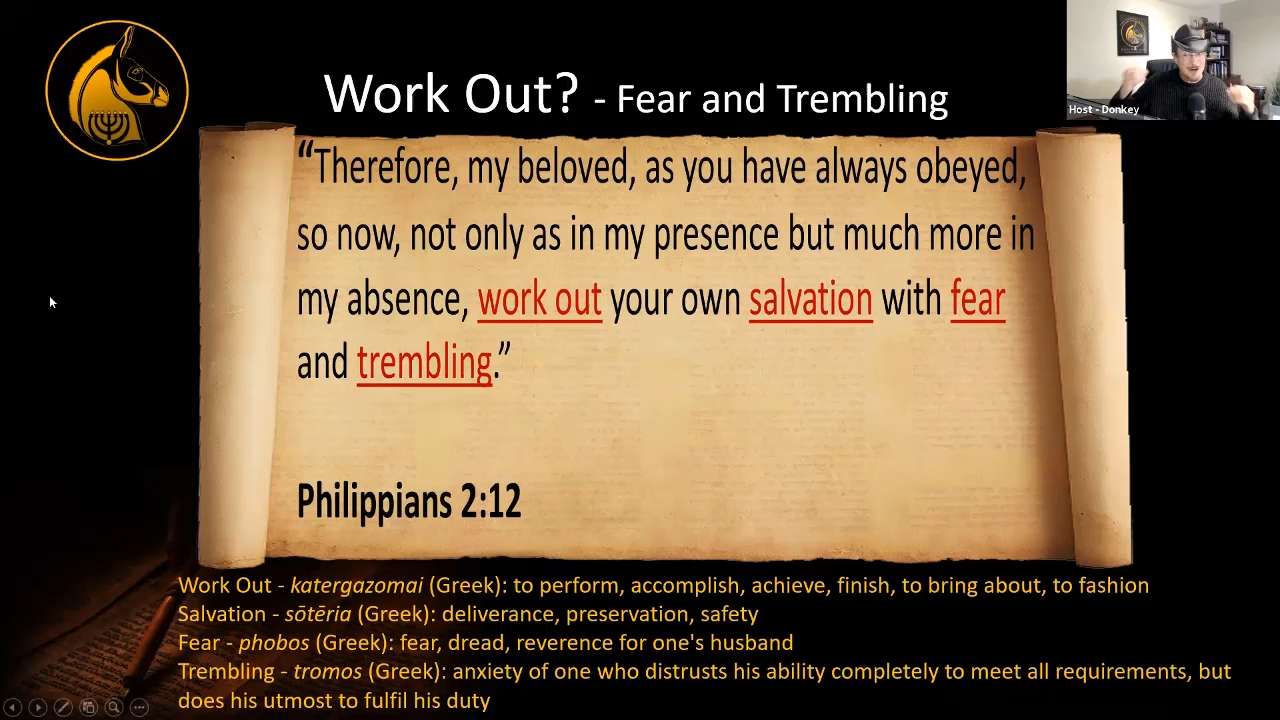 Host - Donkey
Work Out? - Fear and Trembling
“Therefore, my beloved, as you have always obeyed,
so now, not only as in my presence but much more in
my absence, work out your own salvation with fear
and trembling.”
Philippians 2:12
Work Out - katergazomai (Greek): to perform, accomplish, achieve, finish, to bring about, to fashion
Salvation - sōtēria (Greek): deliverance, preservation, safety
Fear - phobos (Greek): fear, dread, reverence for one's husband
Trembling - tromos (Greek): anxiety of one who distrusts his ability completely to meet all requirements, but
does his utmost to fulfil his duty